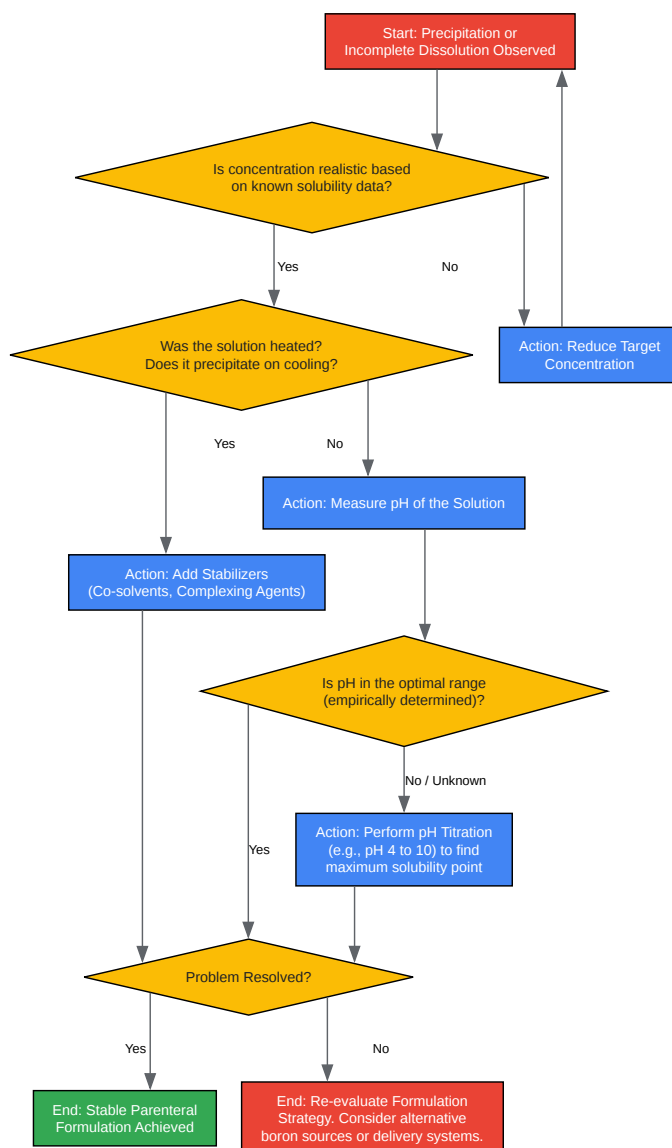 Start: Precipitation or
Incomplete Dissolution Observed
Is concentration realistic based
on known solubility data?
Yes
No
Was the solution heated?
Does it precipitate on cooling?
Action: Reduce Target
Concentration
Yes
No
Action: Measure pH of the Solution
Action: Add Stabilizers
(Co-solvents, Complexing Agents)
Is pH in the optimal range
(empirically determined)?
No / Unknown
Action: Perform pH Titration
(e.g., pH 4 to 10) to find
maximum solubility point
Yes
Problem Resolved?
Yes
No
End: Stable Parenteral
Formulation Achieved
End: Re-evaluate Formulation
Strategy. Consider alternative
boron sources or delivery systems.